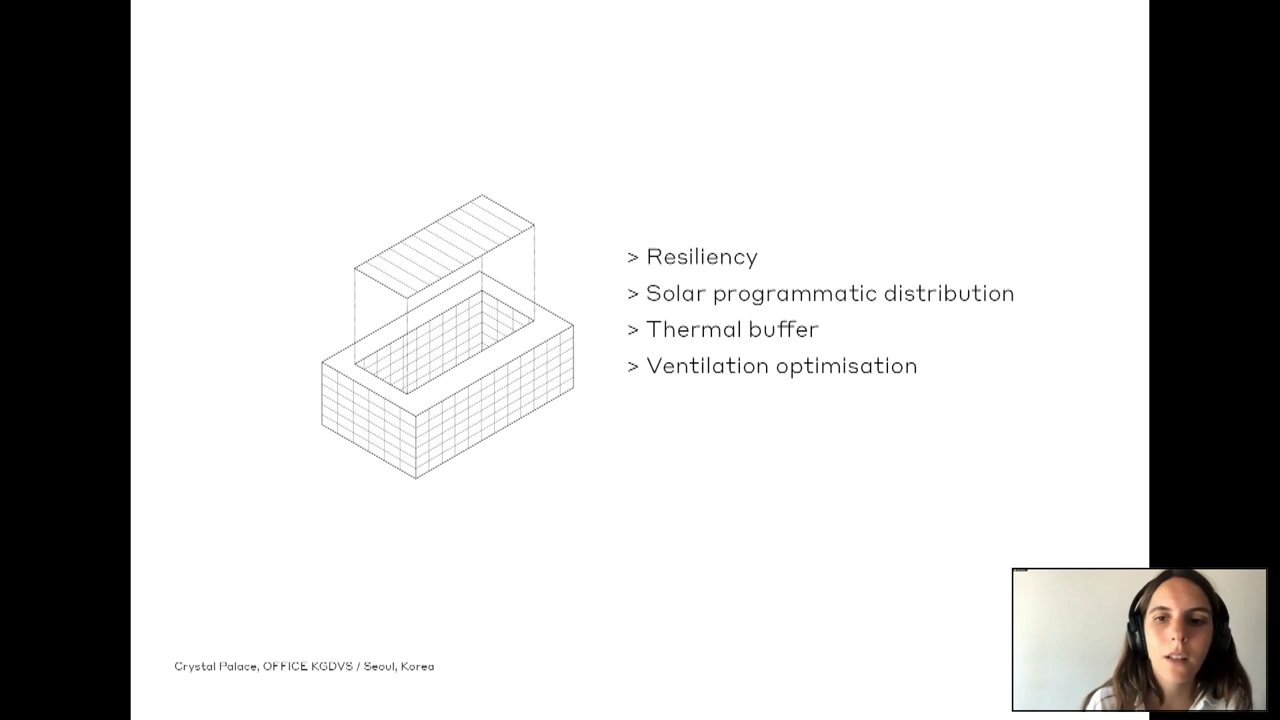 > Resiliency
> Solar programmatic distribution
> Thermal buffer
> Ventilation optimisation
Crystal Palace, OFFICE KGDVS / Seoul, Korea